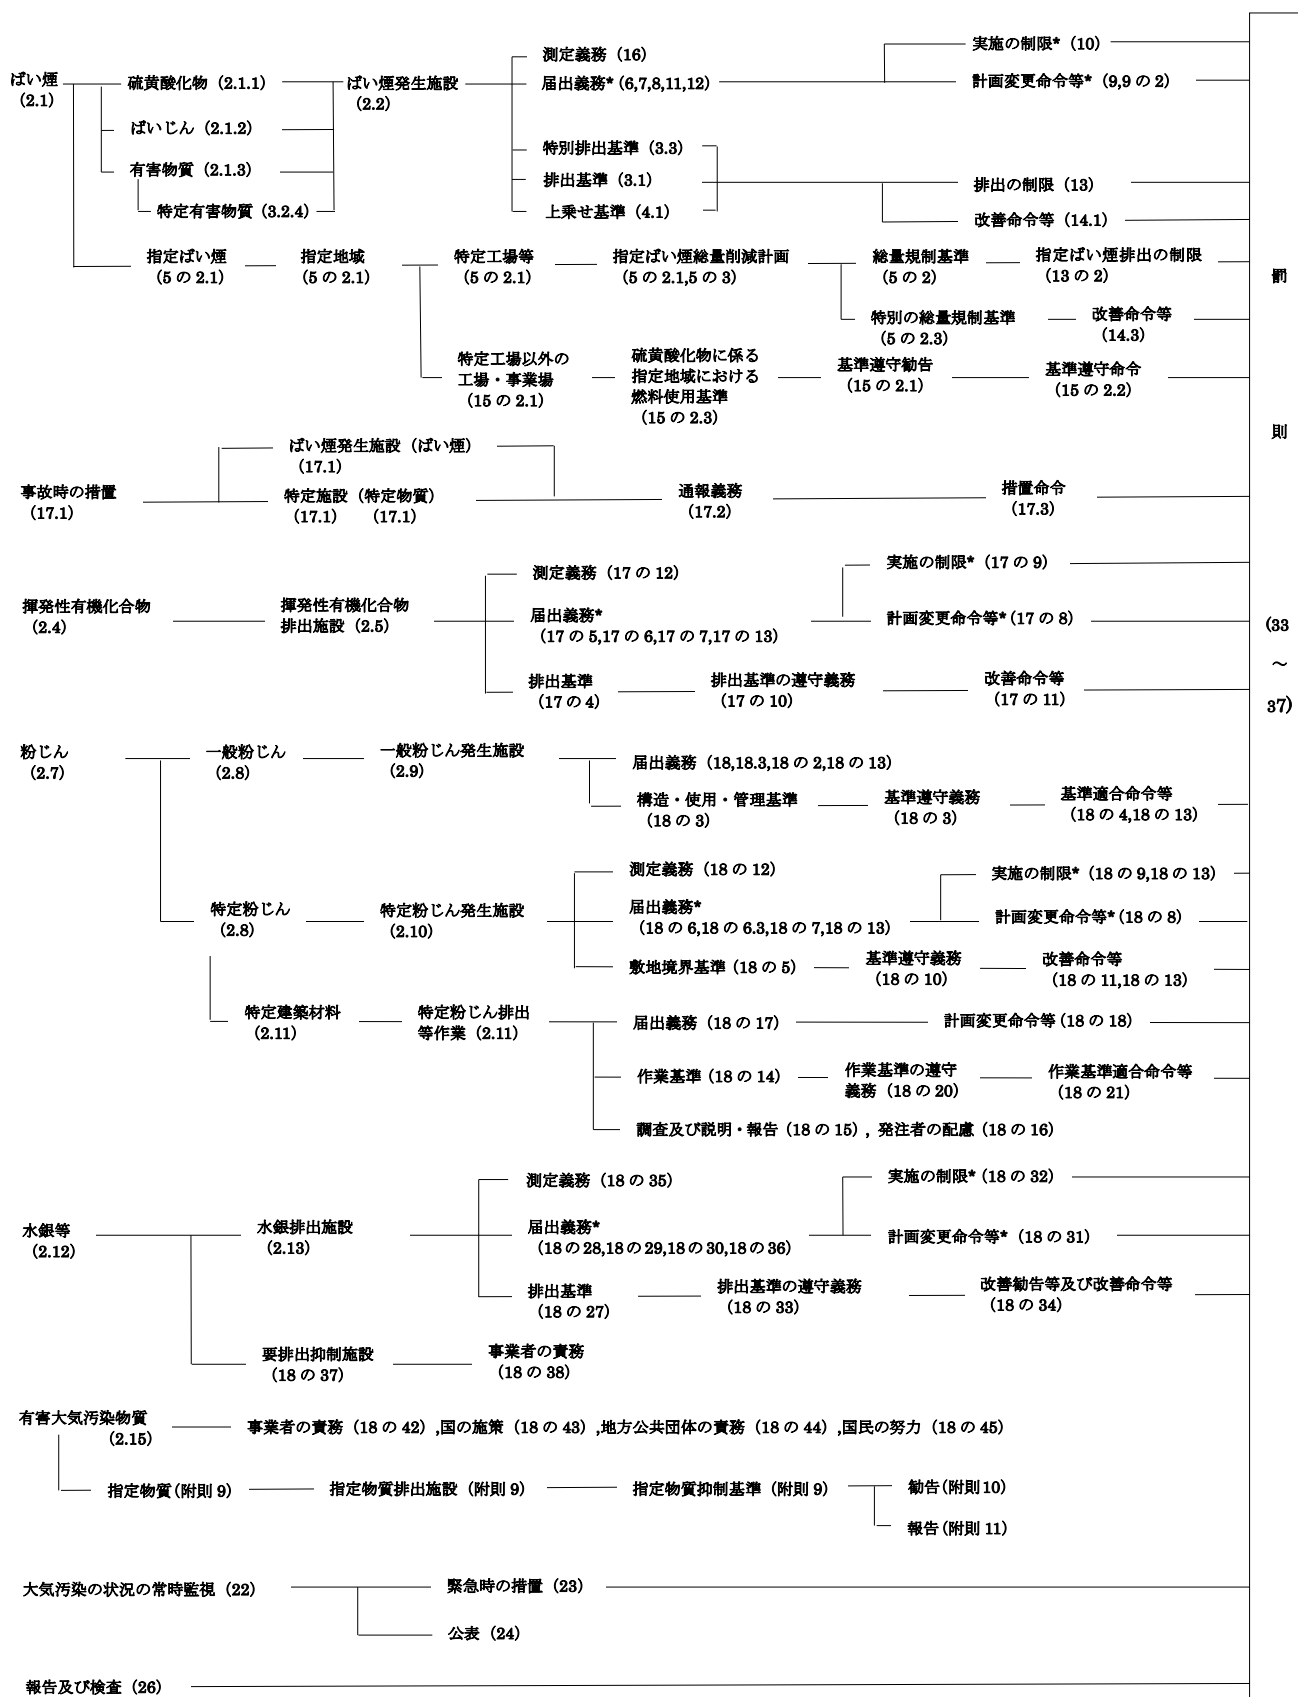 ばい煙
(2.1)
硫黄酸化物 (2.1.1)
ばいじん (2.1.2)
有害物質 (2.1.3)
特定有害物質 (3.2.4)
ばい煙発生施設
(2.2)
測定義務 (16)
届出義務* (6,7,8,11,12)
実施の制限* (10)
計画変更命令等* (9,9 の 2)
特別排出基準 (3.3)
排出基準 (3.1)
上乗せ基準 (4.1)
排出の制限 (13)
改善命令等 (14.1)
指定ばい煙
(5 の 2.1)
指定地域
(5 の 2.1)
特定工場等
(5 の 2.1)
指定ばい煙総量削減計画
(5 の 2.1,5 の 3)
総量規制基準
(5 の 2)
指定ばい煙排出の制限
(13 の 2)
特別の総量規制基準
(5 の 2.3)
改善命令等
(14.3)
特定工場以外の
工場・事業場
(15 の 2.1)
硫黄酸化物に係る
指定地域における
燃料使用基準
(15 の 2.3)
基準遵守勧告
(15 の 2.1)
基準遵守命令
(15 の 2.2)
事故時の措置
(17.1)
ばい煙発生施設 (ばい煙)
(17.1)
特定施設 (特定物質)
(17.1) (17.1)
通報義務
(17.2)
措置命令
(17.3)
揮発性有機化合物
(2.4)
揮発性有機化合物
排出施設 (2.5)
測定義務 (17 の 12)
届出義務*
(17 の 5,17 の 6,17 の 7,17 の 13)
実施の制限* (17 の 9)
計画変更命令等* (17 の 8)
排出基準
(17 の 4)
排出基準の遵守義務
(17 の 10)
改善命令等
(17 の 11)
粉じん
(2.7)
一般粉じん
(2.8)
一般粉じん発生施設
(2.9)
届出義務 (18,18.3,18 の 2,18 の 13)
構造・使用・管理基準
(18 の 3)
基準遵守義務
(18 の 3)
基準適合命令等
(18 の 4,18 の 13)
特定粉じん
(2.8)
特定粉じん発生施設
(2.10)
測定義務 (18 の 12)
届出義務*
(18 の 6,18 の 6.3,18 の 7,18 の 13)
実施の制限* (18 の 9,18 の 13)
計画変更命令等* (18 の 8)
敷地境界基準 (18 の 5)
基準遵守義務
(18 の 10)
改善命令等
(18 の 11,18 の 13)
特定建築材料
(2.11)
特定粉じん排出
等作業 (2.11)
届出義務 (18 の 17)
計画変更命令等 (18 の 18)
作業基準 (18 の 14)
作業基準の遵守
義務 (18 の 20)
作業基準適合命令等
(18 の 21)
調査及び説明・報告 (18 の 15) , 発注者の配慮 (18 の 16)
水銀等
(2.12)
水銀排出施設
(2.13)
測定義務 (18 の 35)
届出義務*
(18 の 28,18 の 29,18 の 30,18 の 36)
実施の制限* (18 の 32)
計画変更命令等* (18 の 31)
排出基準
(18 の 27)
排出基準の遵守義務
(18 の 33)
改善勧告等及び改善命令等
(18 の 34)
要排出抑制施設
(18 の 37)
事業者の責務
(18 の 38)
有害大気汚染物質
(2.15)
事業者の責務 (18 の 42) ,国の施策 (18 の 43) ,地方公共団体の責務 (18 の 44) ,国民の努力 (18 の 45)
指定物質 (附則 9)
指定物質排出施設 (附則 9)
指定物質抑制基準 (附則 9)
勧告 (附則 10)
報告 (附則 11)
大気汚染の状況の常時監視 (22)
緊急時の措置 (23)
公表 (24)
報告及び検査 (26)
罰
則
(33
～
37)